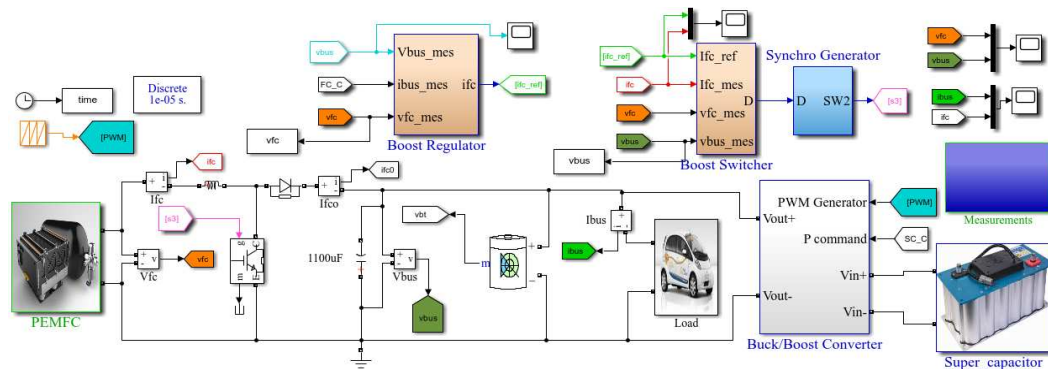 vbus
Vbus_mes
FC_C
ibus_mes
ifc
[ifc_ref]
vfc
vfc_mes
vfc
Boost Regulator
[ifc_ref]
Ifc_ref
ifc
Ifc_mes
D
vfc
vfc_mes
vbus
vbus_mes
vbus
Boost Switcher
Synchro Generator
D
SW2
[s3]
vfc
vbus
ibus
ifc
time
Discrete
1e-05 s.
[PWM]
ifc
Ifc
ifc0
Ifco
[s3]
g
C
E
m
vfc
Vfc
PEMFC
1100uF
Vbus
vbus
vbt
m
Ibus
ibus
Load
PWM Generator
Vout+
P command
Vin+
Vout-
Vin-
Buck/Boost Converter
[PWM]
SC_C
Measurements
Super_capacitor